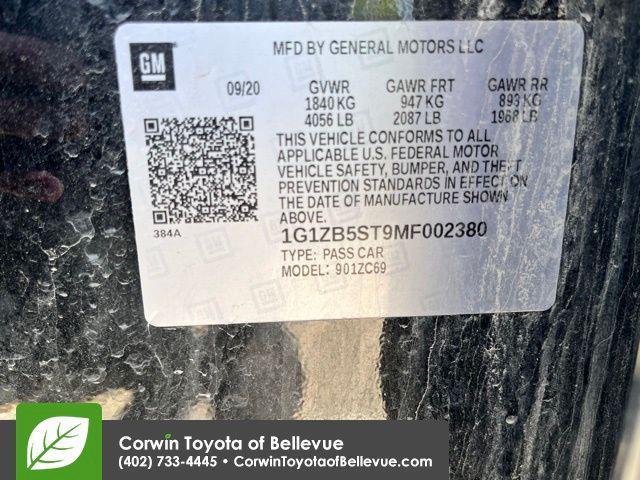 GM
MFD BY GENERAL MOTORS LLC
09/20 GVWR GAWR FRT GAWR RR
1840 KG 947 KG 893 KG
4056 LB 2087 LB 1968 LB
THIS VEHICLE CONFORMS TO ALL
APPLICABLE U.S. FEDERAL MOTOR
VEHICLE SAFETY, BUMPER, AND THEFT
PREVENTION STANDARDS IN EFFECT ON
THE DATE OF MANUFACTURE SHOWN
ABOVE.
384A
1G1ZB5ST9MF002380
TYPE: PASS CAR
MODEL: 901ZC69
Corwin Toyota of Bellevue
(402) 733-4445 • CorwinToyotaofBellevue.com